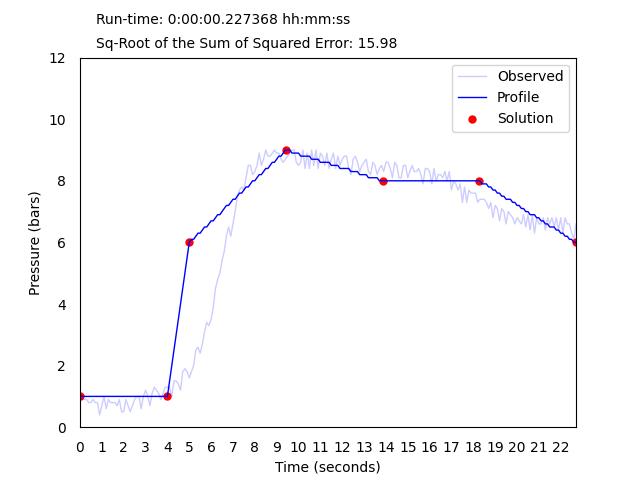 Run-time: 0:00:00.227368 hh:mm:ss
Sq-Root of the Sum of Squared Error: 15.98
12
10
8
6
4
2
0
Pressure (bars)
Observed
Profile
Solution
0 1 2 3 4 5 6 7 8 9 10 11 12 13 14 15 16 17 18 19 20 21 22
Time (seconds)